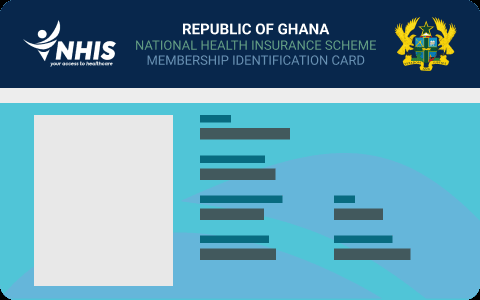 NHIS
your access to healthcare
REPUBLIC OF GHANA
NATIONAL HEALTH INSURANCE SCHEME
MEMBERSHIP IDENTIFICATION CARD